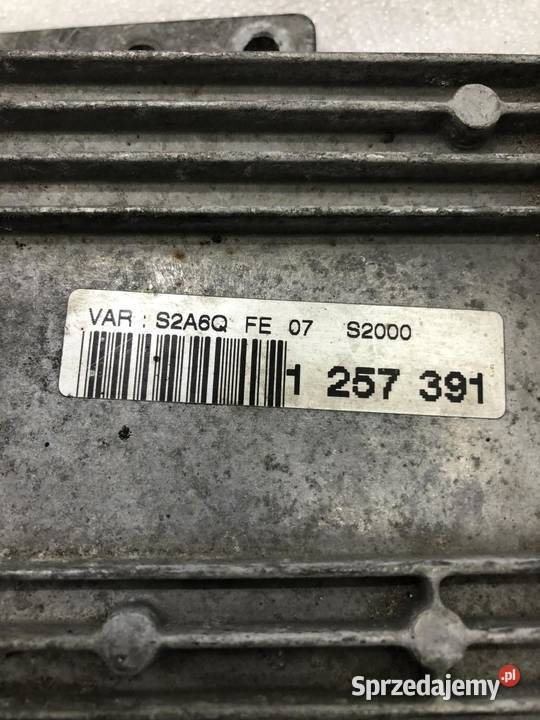 VAR : S2A6Q FE 07 S2000
1 257 391
Sprzedajemy.pl